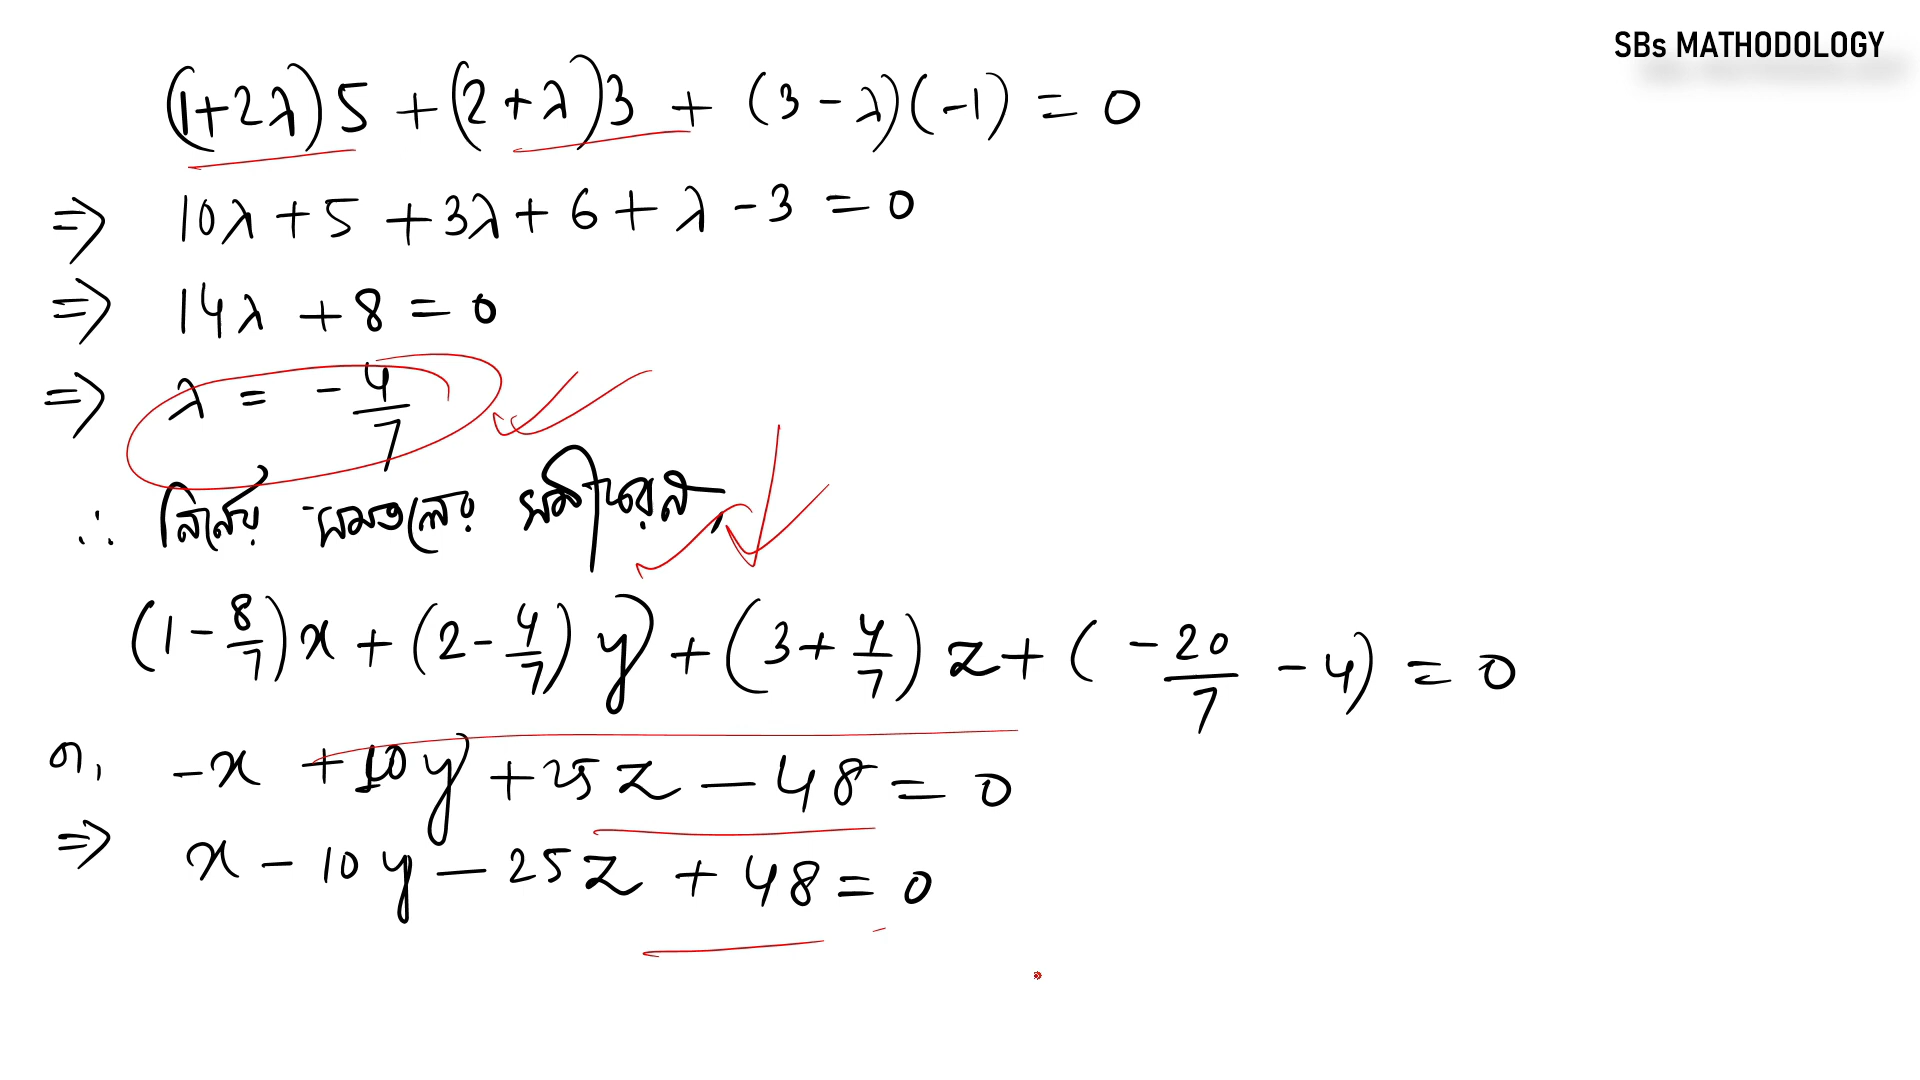 SBs MATHODOLOGY
(1+2λ)5 + (2+λ)3 + (3-λ)(-1) = 0
⇒ 10λ+5 +3λ+6+λ-3 = 0
⇒ 14λ +8 = 0
⇒ λ = -4/7
∴ নির্ণেয় সমতলের সমীকরণ,
(1-8/7)x + (2-4/7)y + (3+4/7)z + (-20/7 -4) = 0
বা, -x +10y +25z -48 = 0
⇒ x -10y -25z +48 = 0